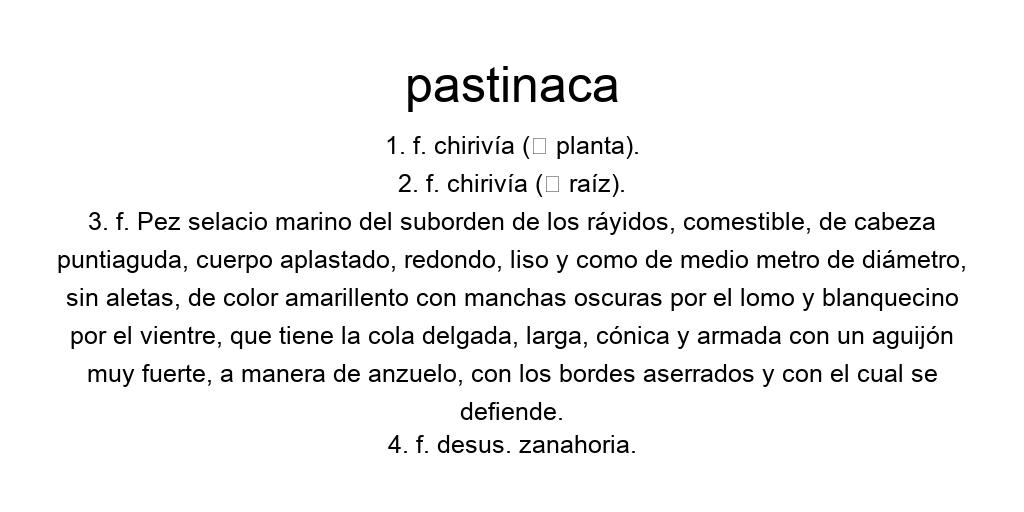 pastinaca
1. f. chirivía (□ planta).
2. f. chirivía (□ raíz).
3. f. Pez selacio marino del suborden de los ráyidos, comestible, de cabeza
puntiaguda, cuerpo aplastado, redondo, liso y como de medio metro de diámetro,
sin aletas, de color amarillento con manchas oscuras por el lomo y blanquecino
por el vientre, que tiene la cola delgada, larga, cónica y armada con un aguijón
muy fuerte, a manera de anzuelo, con los bordes aserrados y con el cual se
defiende.
4. f. desus. zanahoria.